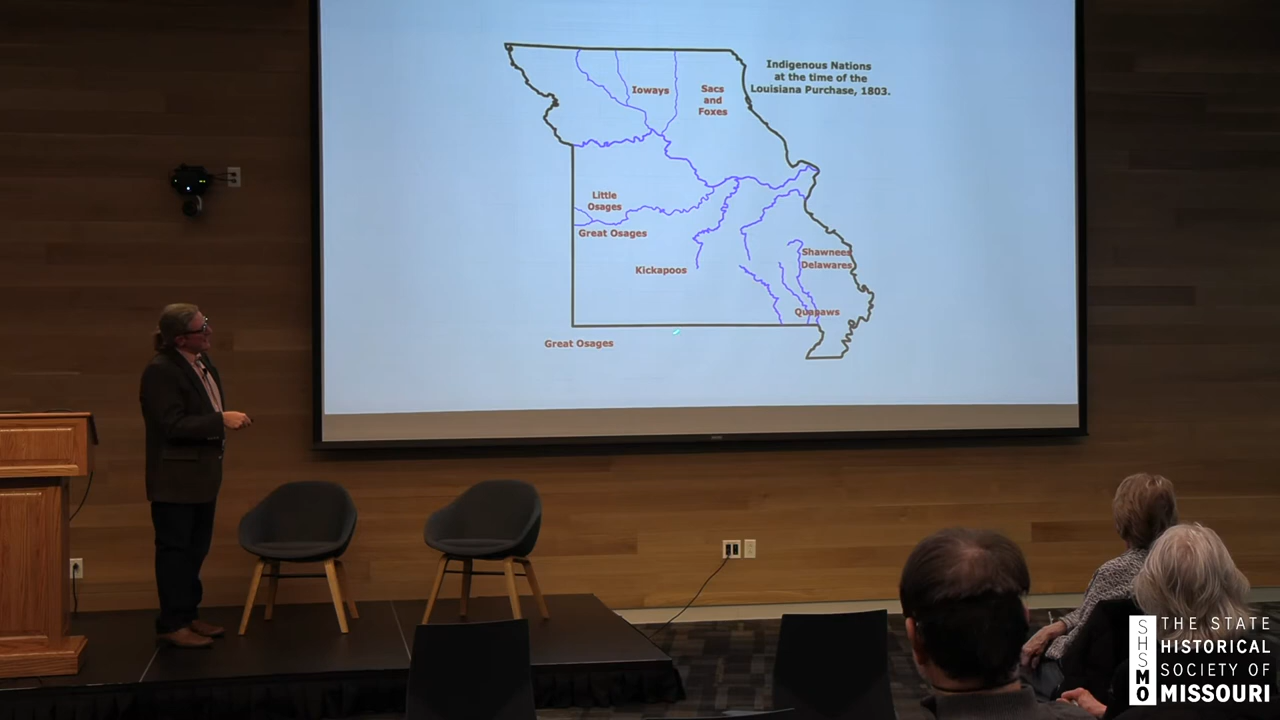 Indigenous Nations
at the time of the
Louisiana Purchase, 1803.
Ioways
Sacs
and
Foxes
Little
Osages
Great Osages
Kickapoos
Shawnees
Delawares
Quapaws
Great Osages
SHSMO
THE STATE
HISTORICAL
SOCIETY OF
MISSOURI